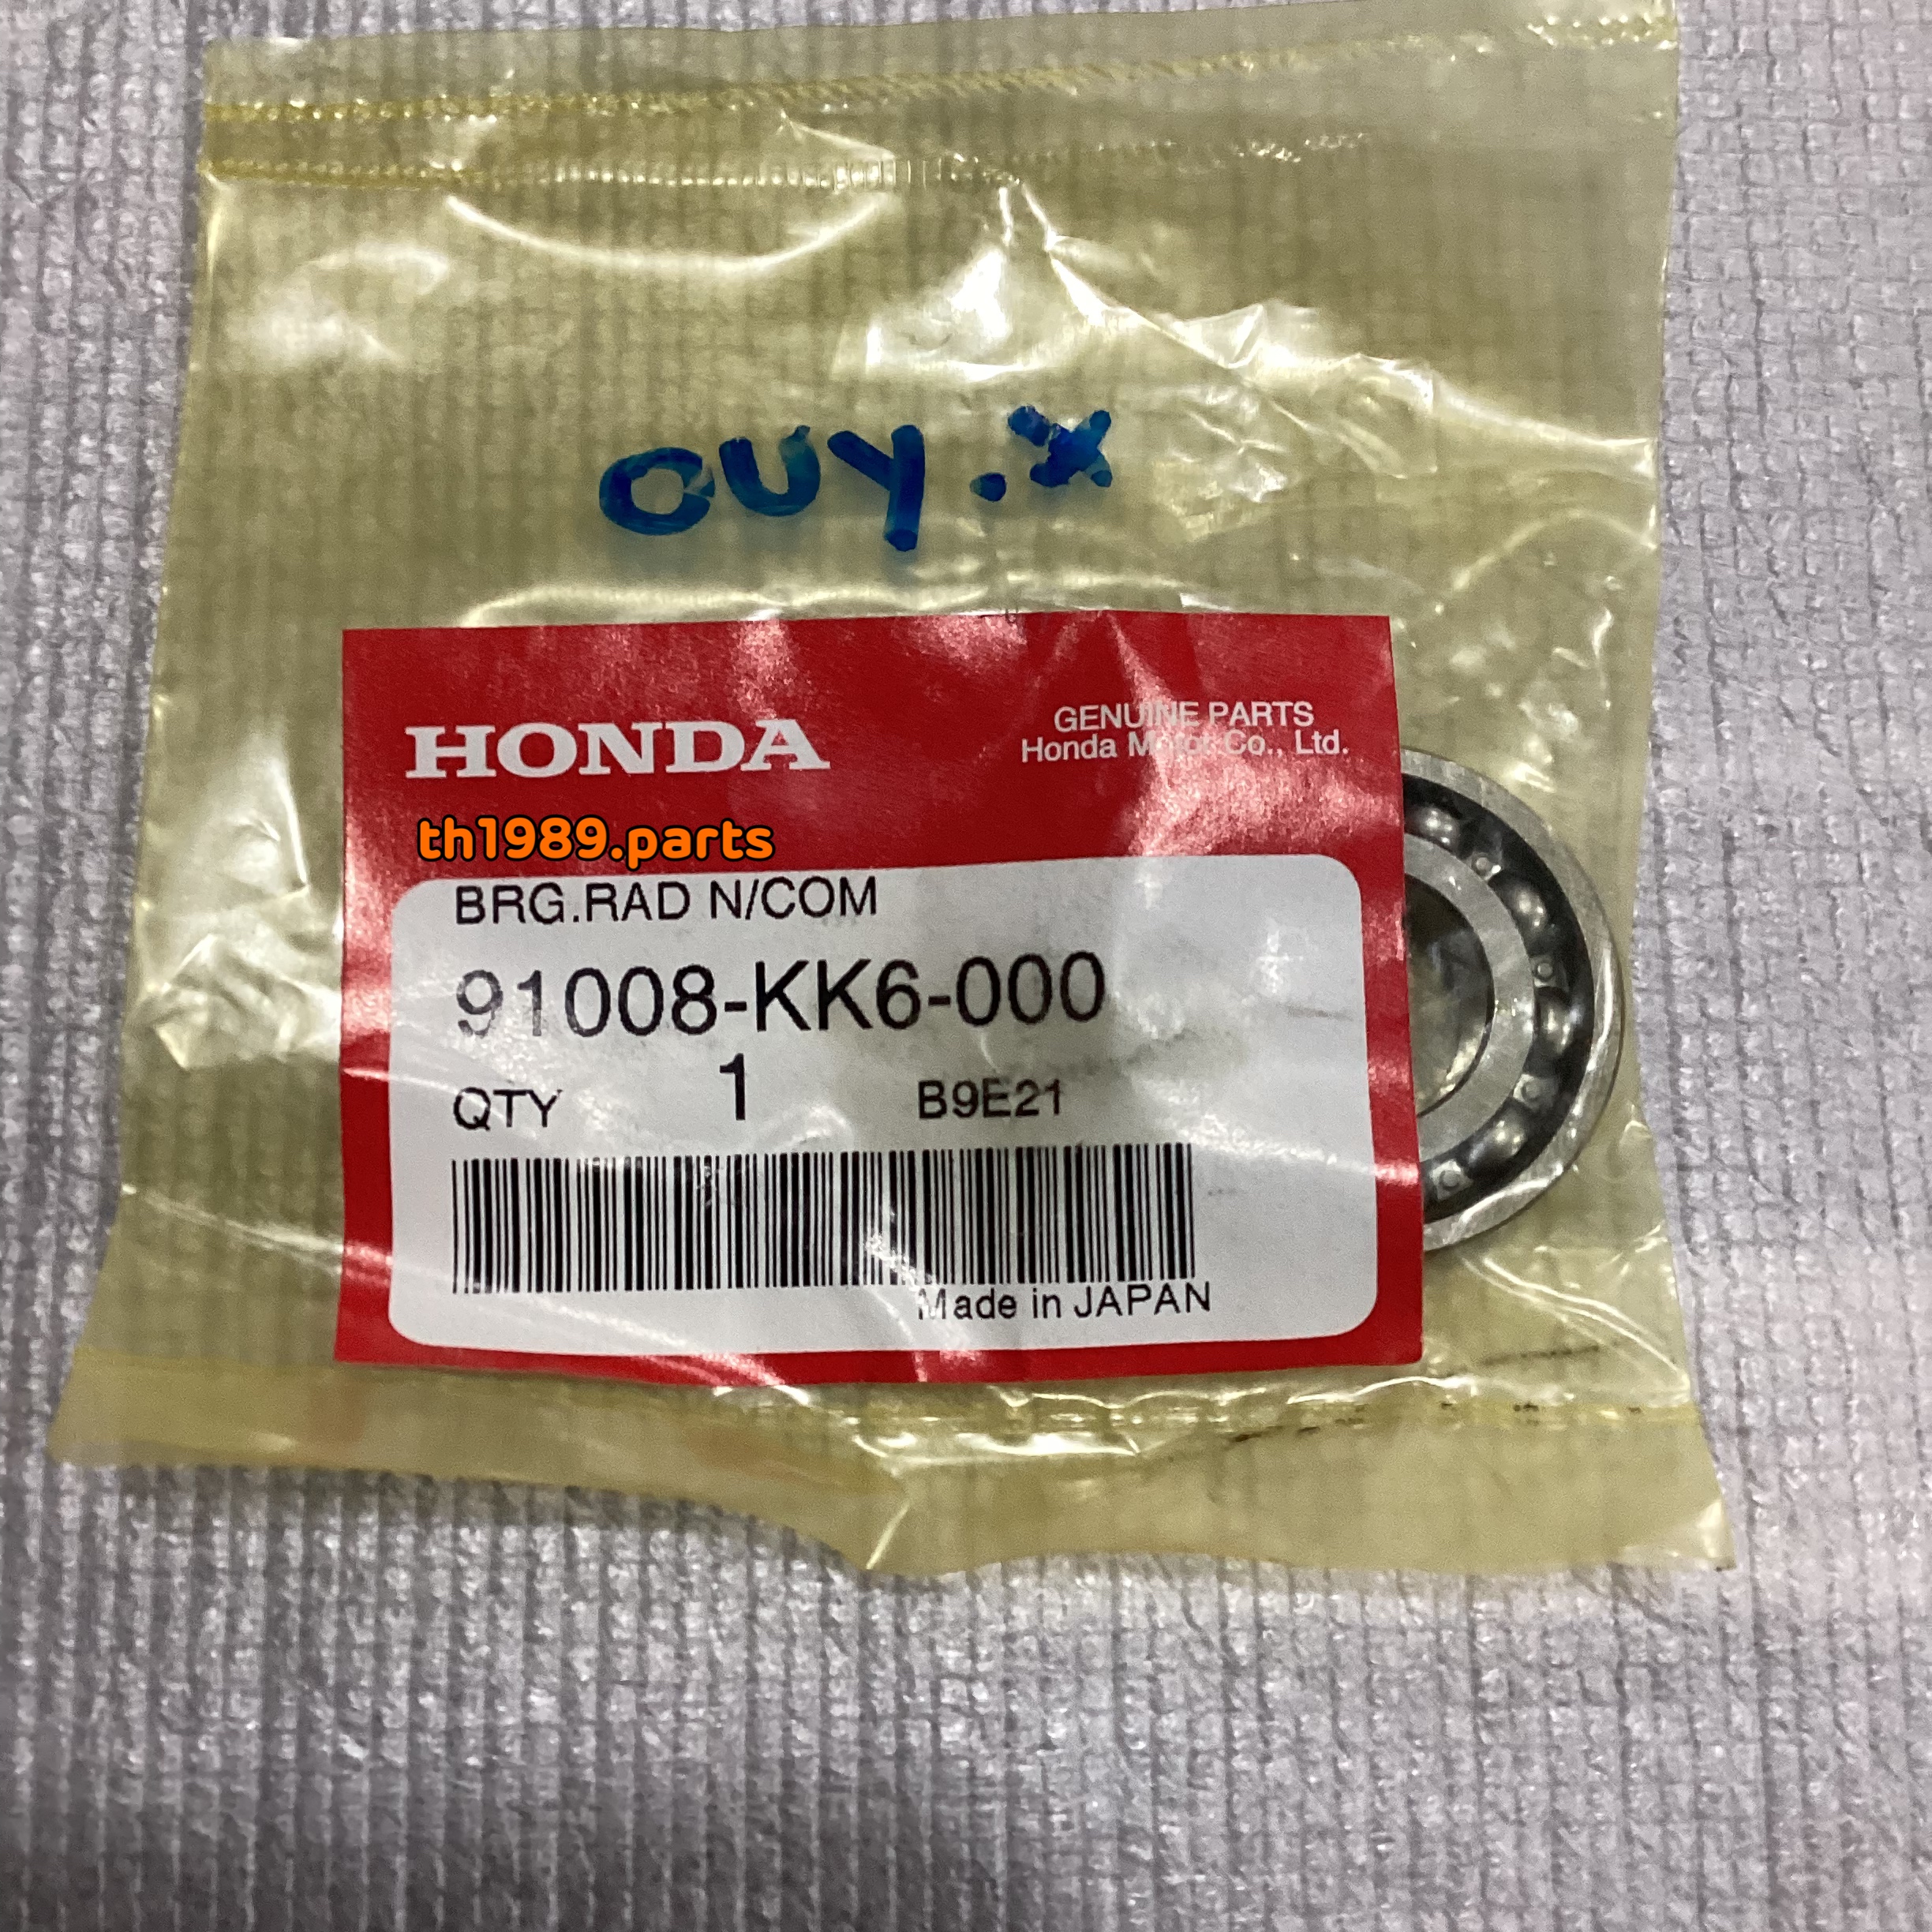 OUY.X
HONDA
GENUINE PARTS
Honda Motor Co., Ltd.
th1989.parts
BRG.RAD N/COM
91008-KK6-000
QTY 1 B9E21
Made in JAPAN